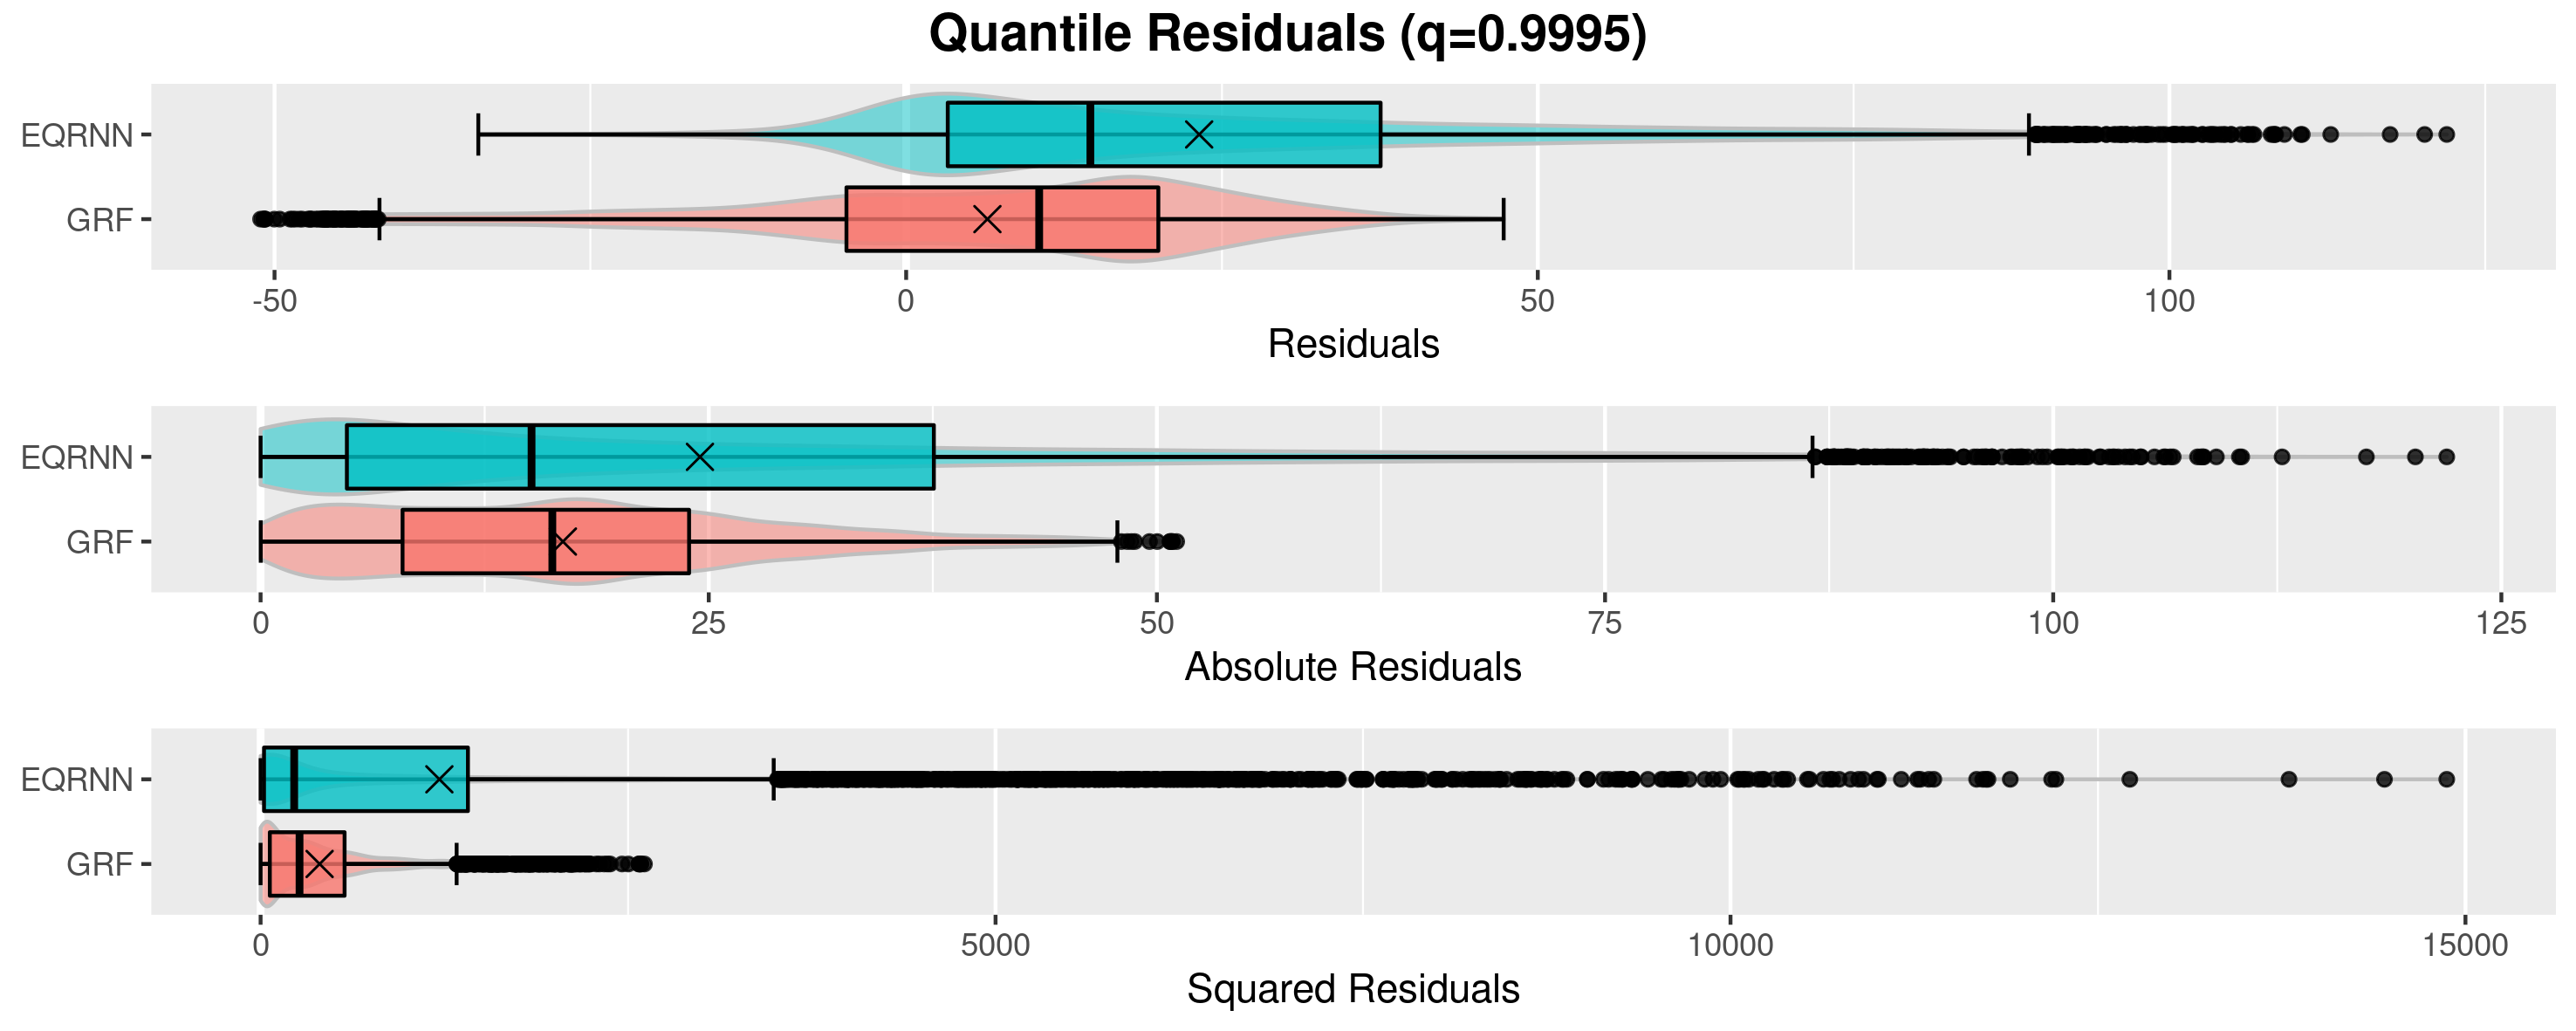 Quantile Residuals (q=0.9995)
EQRNN
GRF
-50 0 50 100
Residuals
EQRNN
GRF
0 25 50 75 100 125
Absolute Residuals
EQRNN
GRF
0 5000 10000 15000
Squared Residuals